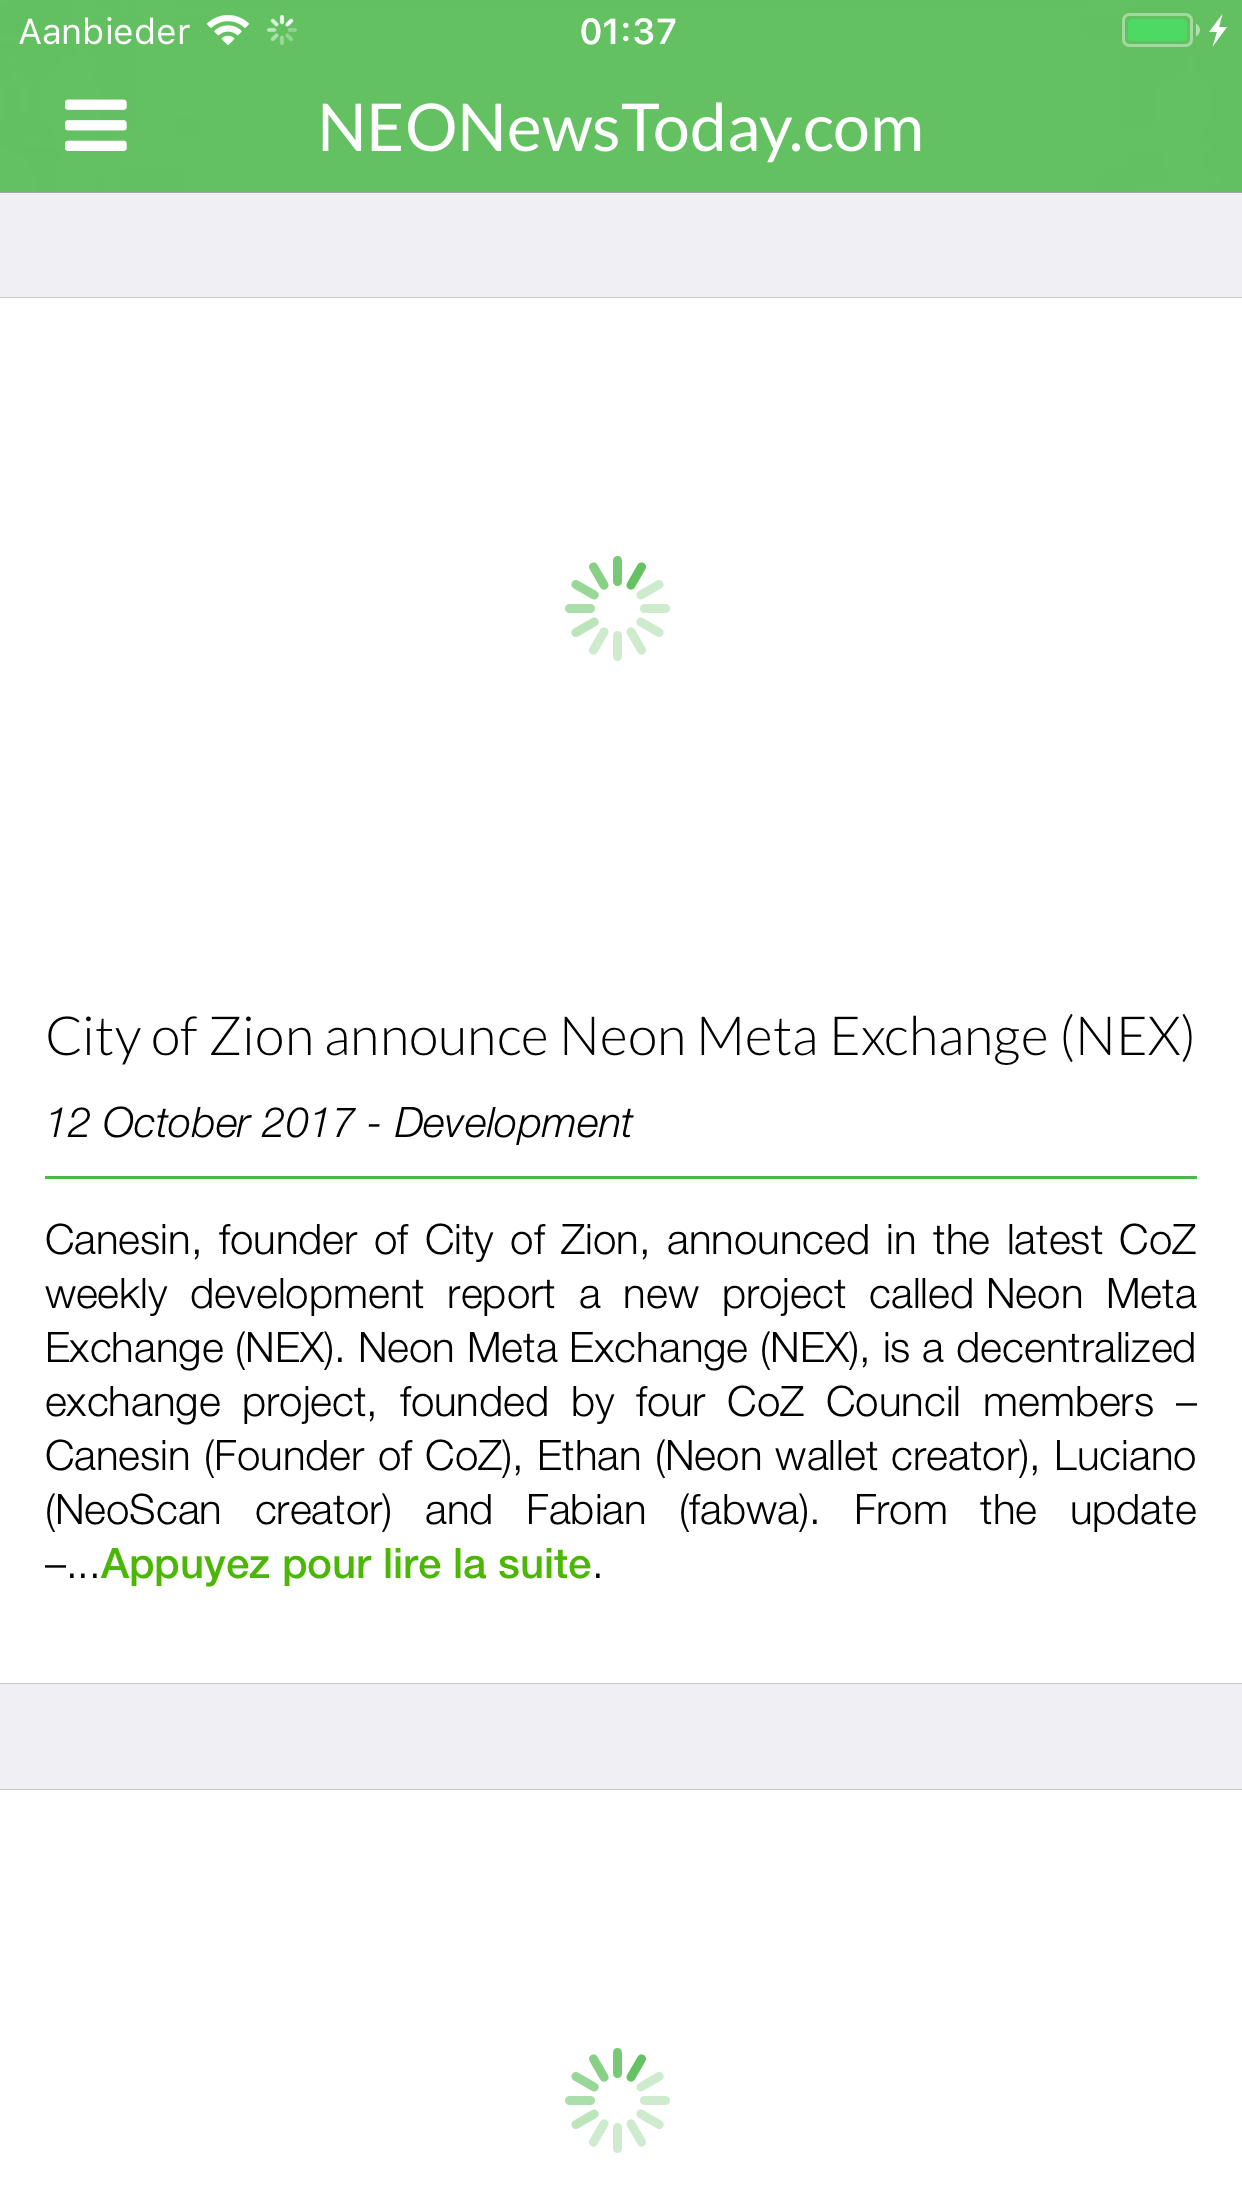 Aanbieder 01:37
NEONewsToday.com
City of Zion announce Neon Meta Exchange (NEX)
12 October 2017 - Development
Canesin, founder of City of Zion, announced in the latest CoZ
weekly development report a new project called Neon Meta
Exchange (NEX). Neon Meta Exchange (NEX), is a decentralized
exchange project, founded by four CoZ Council members –
Canesin (Founder of CoZ), Ethan (Neon wallet creator), Luciano
(NeoScan creator) and Fabian (fabwa). From the update
–...Appuyez pour lire la suite.